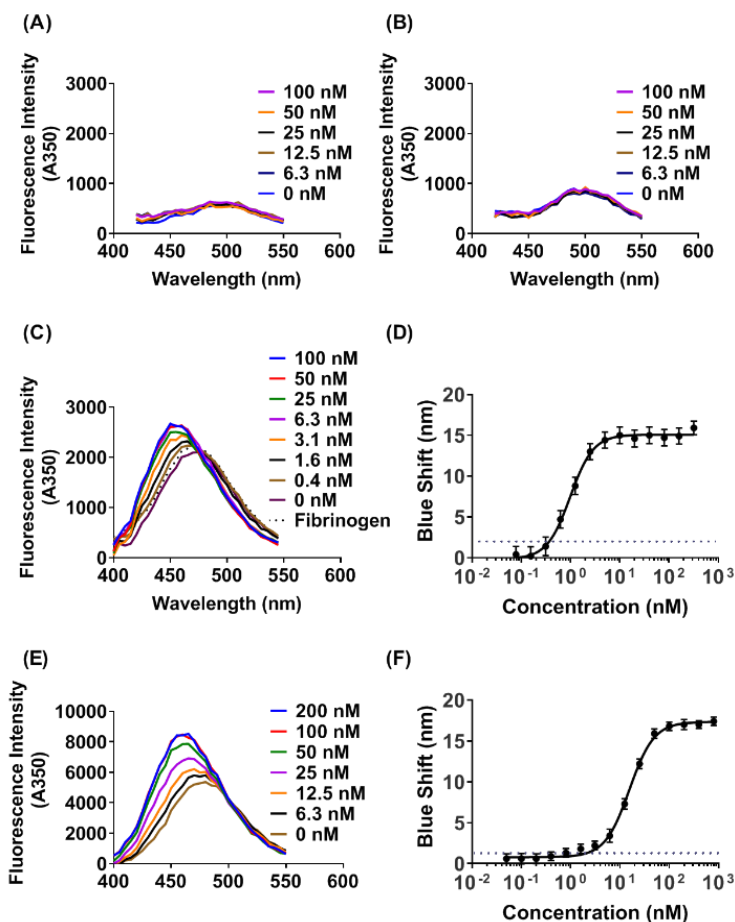 (A)
Fluorescence Intensity
(A350)
3000
2000
1000
0
400 450 500 550 600
Wavelength (nm)
100 nM
50 nM
25 nM
12.5 nM
6.3 nM
0 nM
(B)
Fluorescence Intensity
(A350)
3000
2000
1000
0
400 450 500 550 600
Wavelength (nm)
100 nM
50 nM
25 nM
12.5 nM
6.3 nM
0 nM
(C)
Fluorescence Intensity
(A350)
3000
2000
1000
0
400 450 500 550 600
Wavelength (nm)
100 nM
50 nM
25 nM
6.3 nM
3.1 nM
1.6 nM
0.4 nM
0 nM
Fibrinogen
(D)
Blue Shift (nm)
20
15
10
5
0
10-2 10-1 100 101 102 103
Concentration (nM)
(E)
Fluorescence Intensity
(A350)
10000
8000
6000
4000
2000
0
400 450 500 550 600
Wavelength (nm)
200 nM
100 nM
50 nM
25 nM
12.5 nM
6.3 nM
0 nM
(F)
Blue Shift (nm)
20
15
10
5
0
10-2 10-1 100 101 102 103
Concentration (nM)